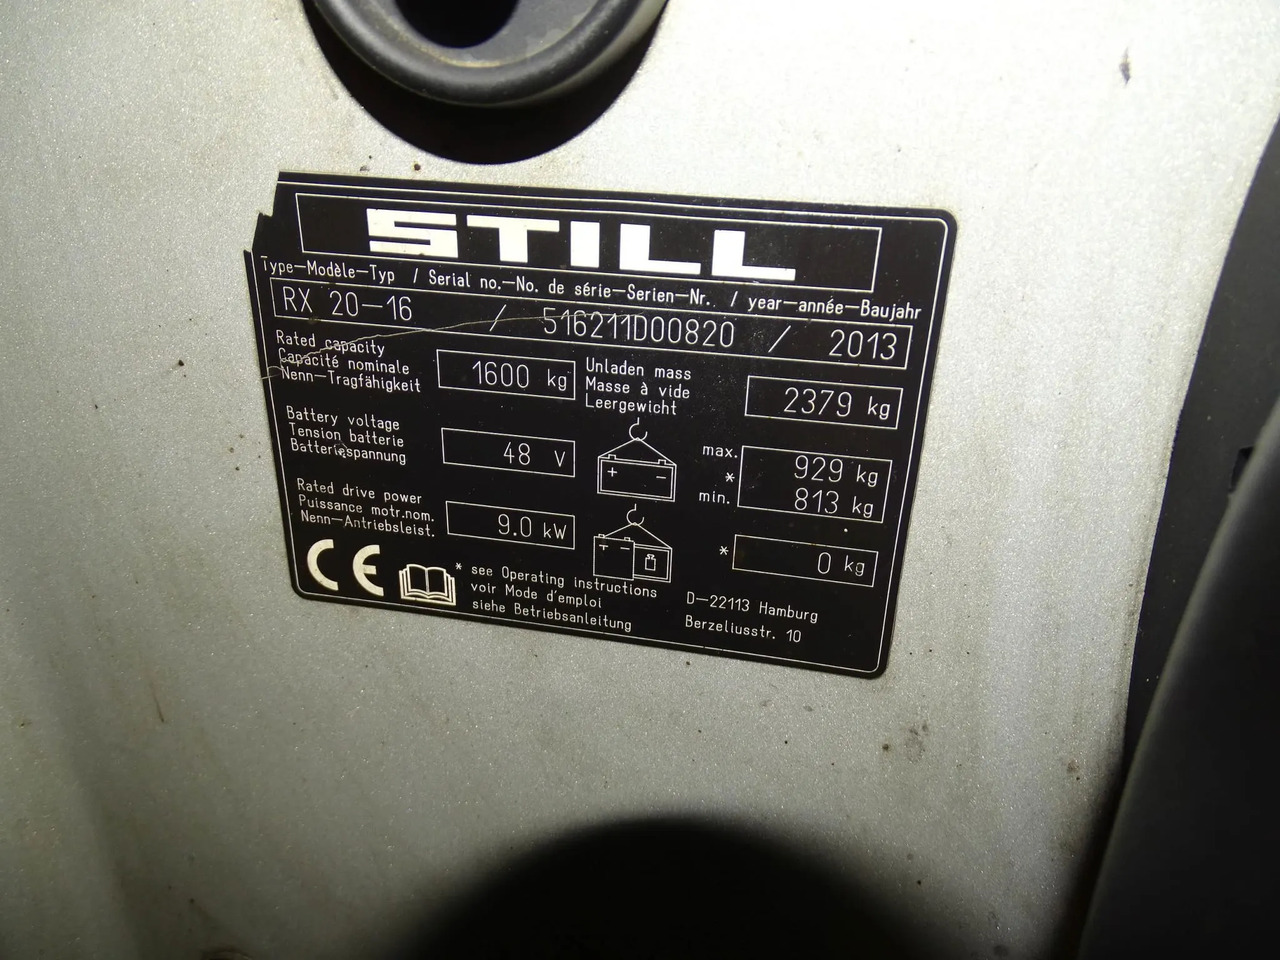 STILL
Type-Modèle-Typ / Serial no.-No. de série-Serien-Nr. / year-année-Baujahr
RX 20-16 / 516211D00820 / 2013
Rated capacity
Capacité nominale
Nenn-Tragfähigkeit
1600 kg
Unladen mass
Masse à vide
Leergewicht
2379 kg
Battery voltage
Tension batterie
Batteriespannung
48 V
+ -
max. 929 kg
*
min. 813 kg
Rated drive power
Puissance motr.nom.
Nenn-Antriebsleist.
9.0 kW
+ -
* 0 kg
CE
* see Operating instructions
voir Mode d'emploi
siehe Betriebsanleitung
D-22113 Hamburg
Berzeliusstr. 10